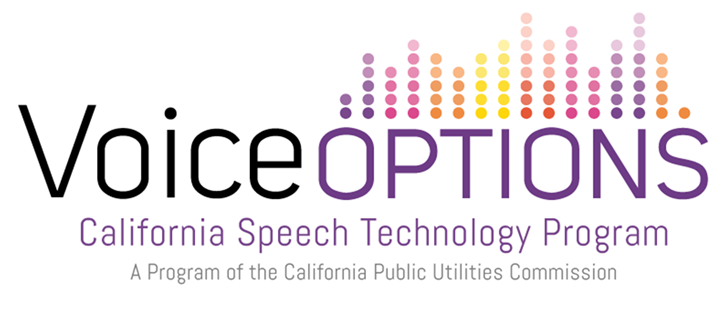 VoiceOPTIONS
California Speech Technology Program
A Program of the California Public Utilities Commission